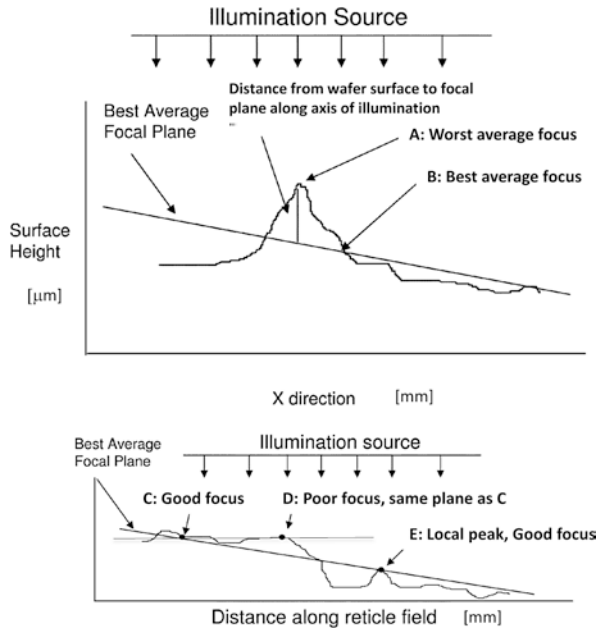 Illumination Source
Distance from wafer surface to focal
plane along axis of illumination
Best Average
Focal Plane
A: Worst average focus
B: Best average focus
Surface
Height
[μm]
X direction [mm]
Best Average
Focal Plane
Illumination source
C: Good focus
D: Poor focus, same plane as C
E: Local peak, Good focus
Distance along reticle field [mm]